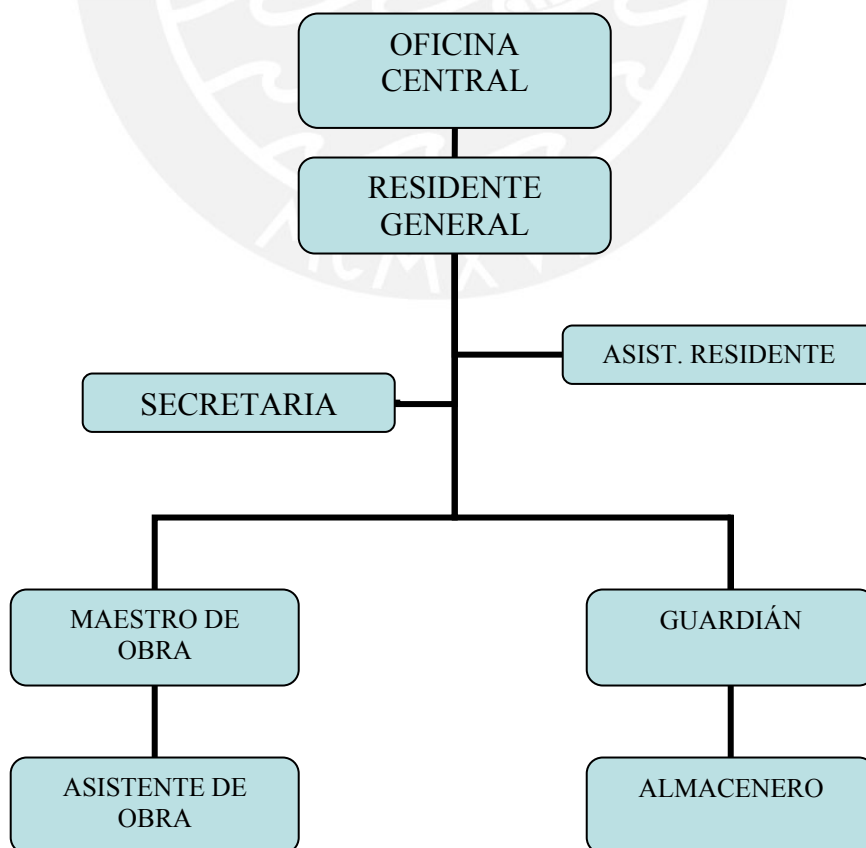 OFICINA
CENTRAL
RESIDENTE
GENERAL
ASIST. RESIDENTE
SECRETARIA
MAESTRO DE
OBRA
GUARDIÁN
ASISTENTE DE
OBRA
ALMACENERO